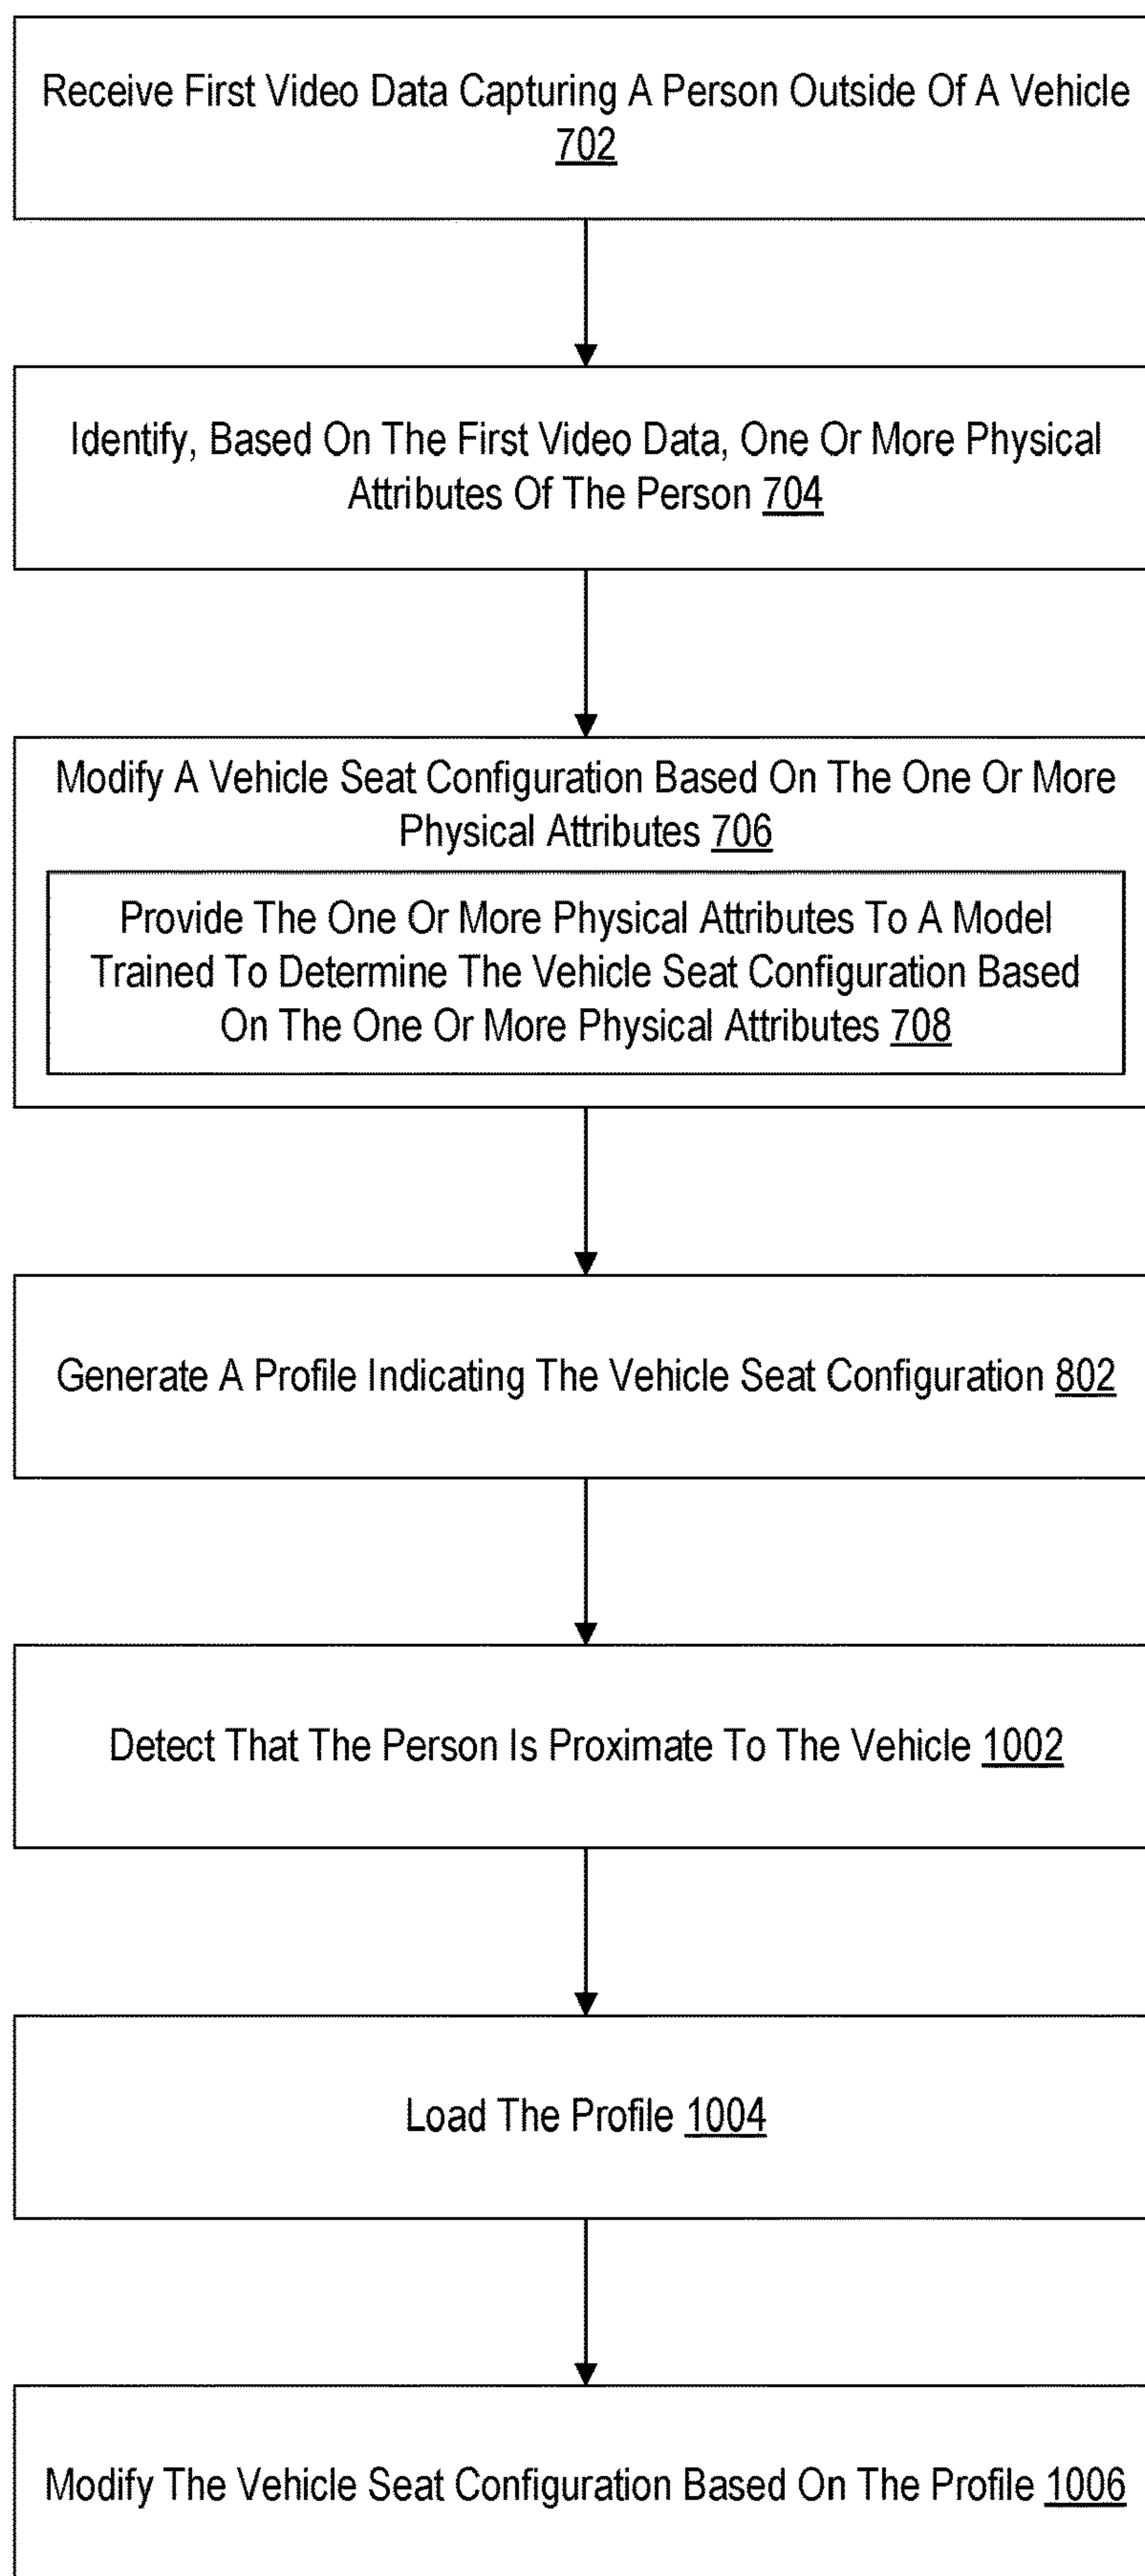 Receive First Video Data Capturing A Person Outside Of A Vehicle
702
Identify, Based On The First Video Data, One Or More Physical
Attributes Of The Person 704
Modify A Vehicle Seat Configuration Based On The One Or More
Physical Attributes 706
Provide The One Or More Physical Attributes To A Model
Trained To Determine The Vehicle Seat Configuration Based
On The One Or More Physical Attributes 708
Generate A Profile Indicating The Vehicle Seat Configuration 802
Detect That The Person Is Proximate To The Vehicle 1002
Load The Profile 1004
Modify The Vehicle Seat Configuration Based On The Profile 1006